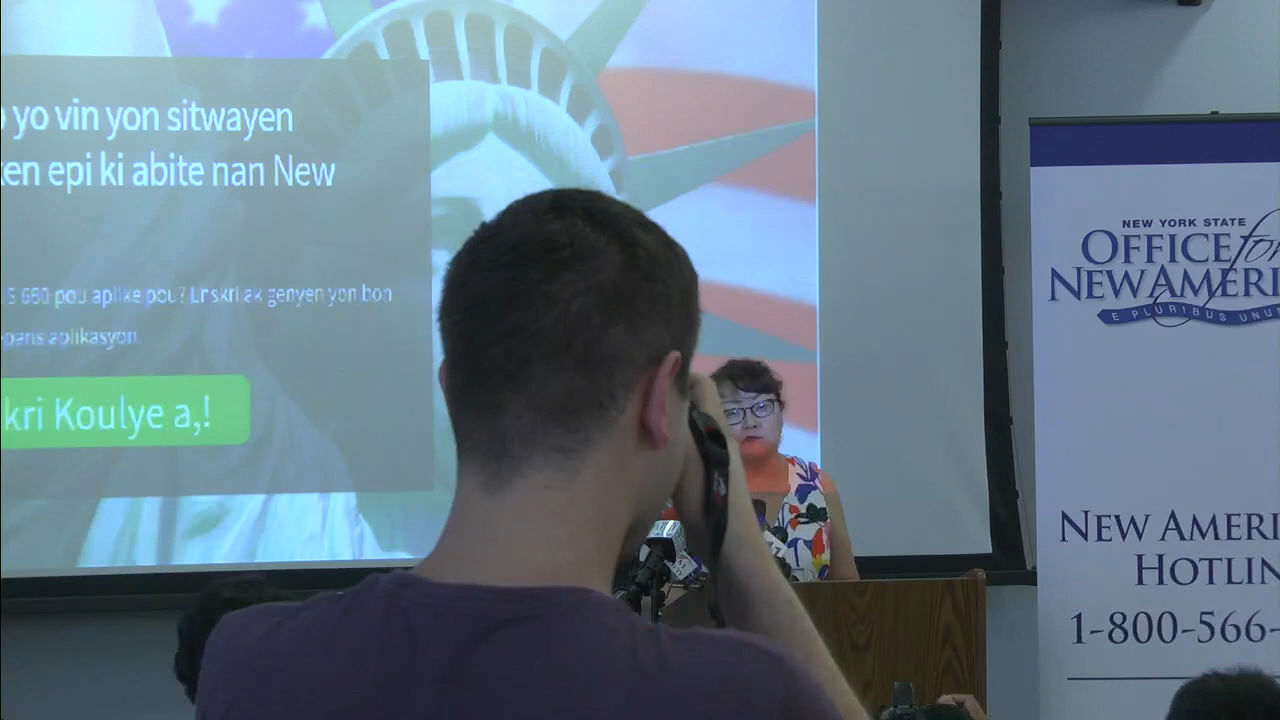 yo vin yon sitwayen
epi ki abite nan New
pou aplike pou? Enskri ak genyen yon bon
aplikasyon.
kri Koulye a,!
NEW YORK STATE
OFFICE for
NEW AMERI
E PLURIBUS UNU
NEW AMERI
HOTLIN
1-800-566-